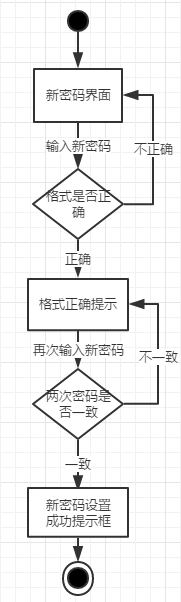 新密码界面
输入新密码
不正确
格式是否正
确
正确
格式正确提示
再次输入新密码
不一致
两次密码是
否一致
一致
新密码设置
成功提示框